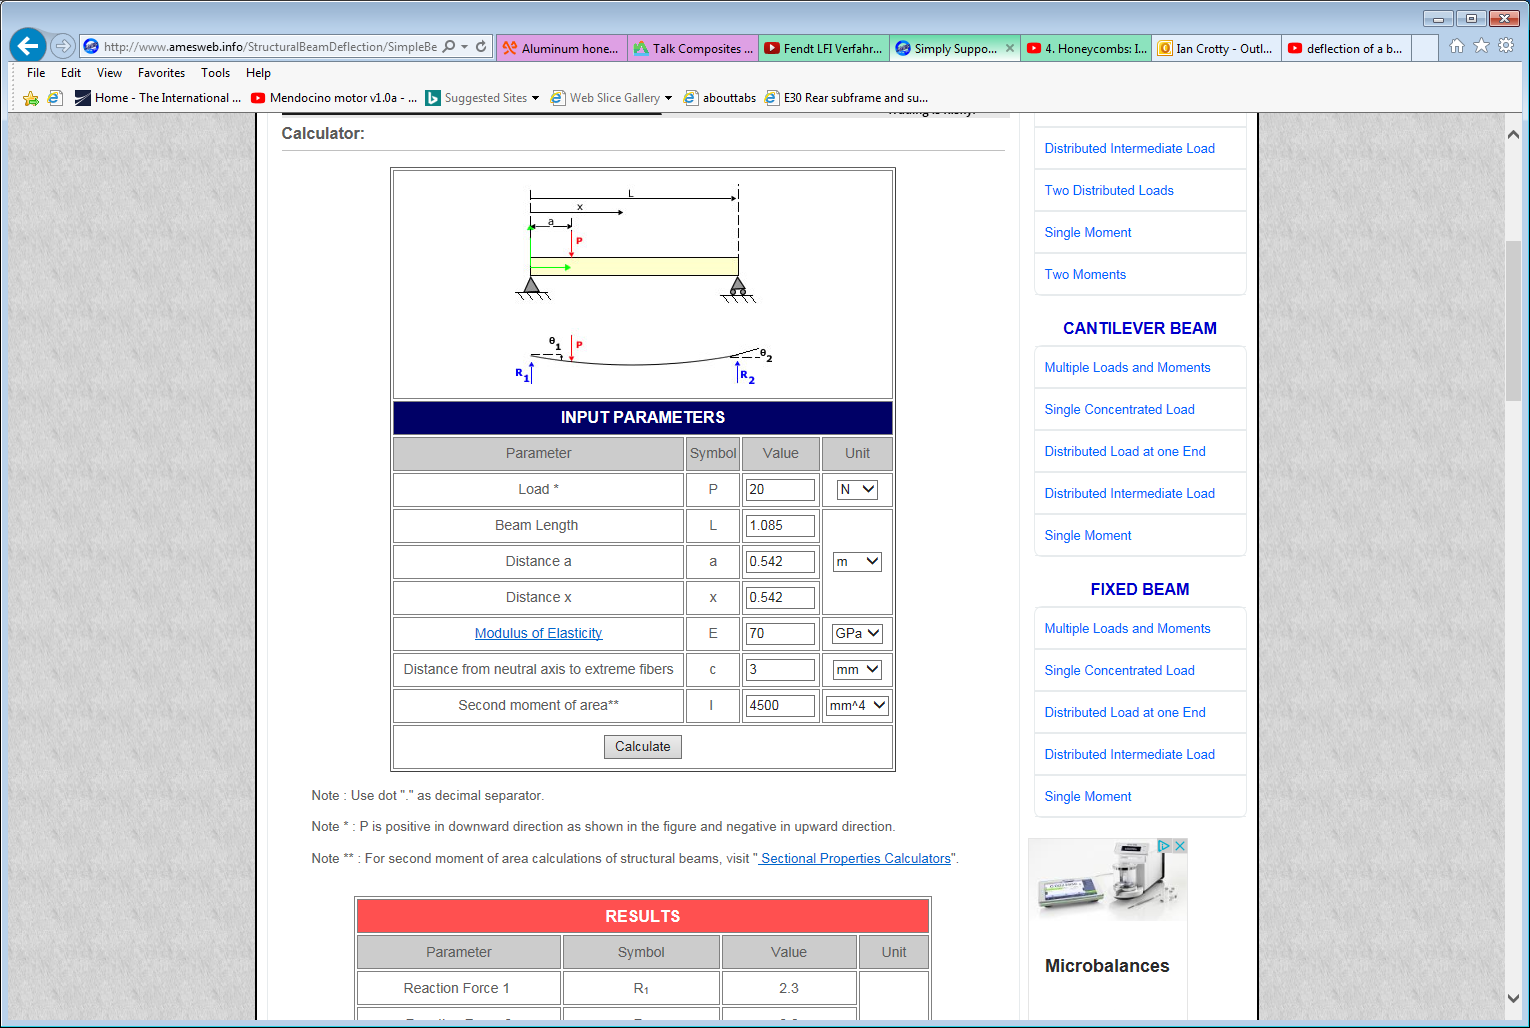 http://www.amesweb.info/StructuralBeamDeflection/SimpleBe
Aluminum hone...
Talk Composites ...
Fendt LFI Verfahr...
Simply Suppo...
4. Honeycombs: I...
Ian Crotty - Outl...
deflection of a b...
File Edit View Favorites Tools Help
Home - The International ...
Mendocino motor v1.0a - ...
Suggested Sites
Web Slice Gallery
abouttabs
E30 Rear subframe and su...
Calculator:
L
x
a
P
θ1 P θ2
R1 R2
INPUT PARAMETERS
Parameter Symbol Value Unit
Load * P 20 N
Beam Length L 1.085
Distance a a 0.542 m
Distance x x 0.542
Modulus of Elasticity E 70 GPa
Distance from neutral axis to extreme fibers c 3 mm
Second moment of area** I 4500 mm^4
Calculate
Note : Use dot "." as decimal separator.
Note * : P is positive in downward direction as shown in the figure and negative in upward direction.
Note ** : For second moment of area calculations of structural beams, visit " Sectional Properties Calculators".
RESULTS
Parameter Symbol Value Unit
Reaction Force 1 R1 2.3
Distributed Intermediate Load
Two Distributed Loads
Single Moment
Two Moments
CANTILEVER BEAM
Multiple Loads and Moments
Single Concentrated Load
Distributed Load at one End
Distributed Intermediate Load
Single Moment
FIXED BEAM
Multiple Loads and Moments
Single Concentrated Load
Distributed Load at one End
Distributed Intermediate Load
Single Moment
Microbalances